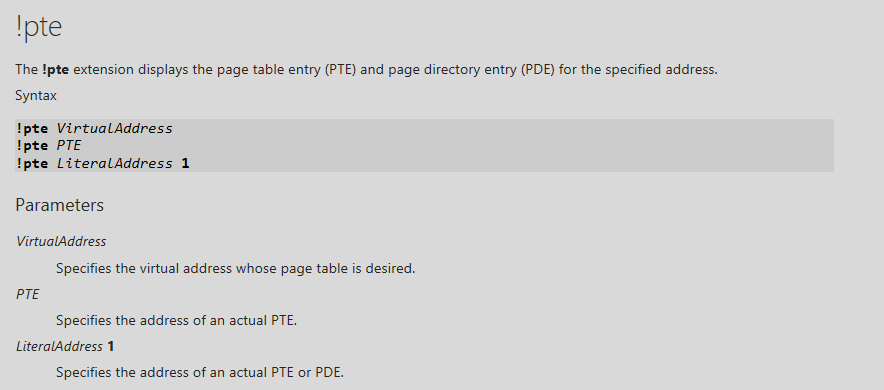 !pte
The !pte extension displays the page table entry (PTE) and page directory entry (PDE) for the specified address.
Syntax
!pte VirtualAddress
!pte PTE
!pte LiteralAddress 1
Parameters
VirtualAddress
Specifies the virtual address whose page table is desired.
PTE
Specifies the address of an actual PTE.
LiteralAddress 1
Specifies the address of an actual PTE or PDE.